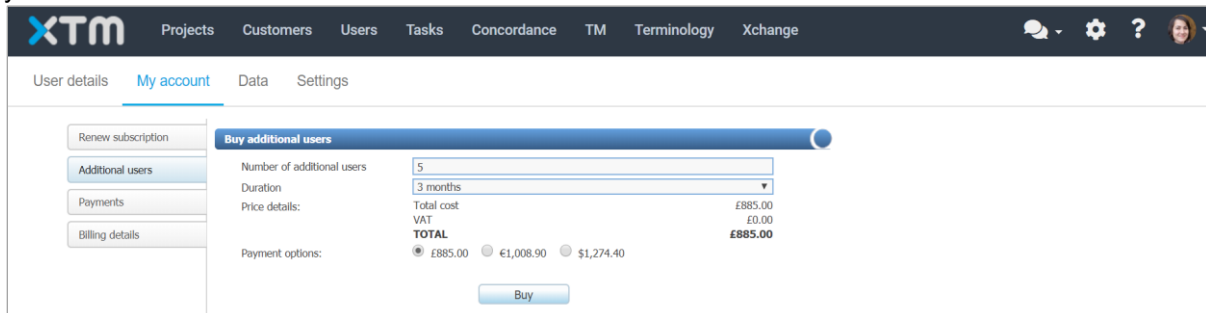 XTM Projects Customers Users Tasks Concordance TM Terminology Xchange ?
User details My account Data Settings
Renew subscription
Additional users
Payments
Billing details
Buy additional users
Number of additional users 5
Duration 3 months
Price details: Total cost £885.00
VAT £0.00
TOTAL £885.00
Payment options: £885.00 €1,008.90 $1,274.40
Buy